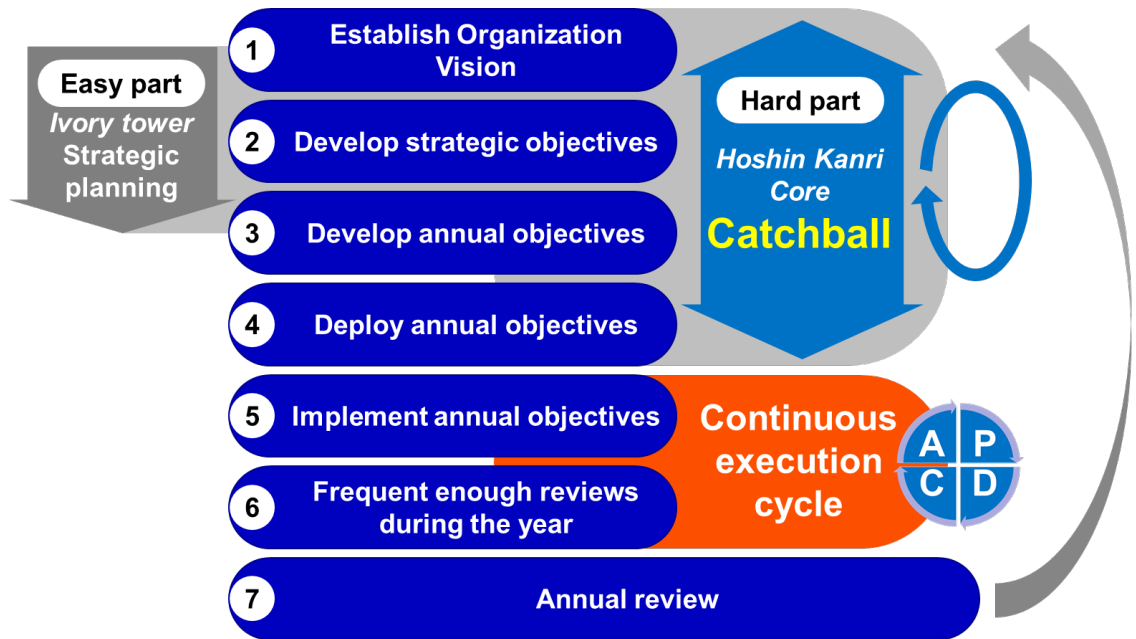 1
Establish Organization
Vision
Easy part
Ivory tower
Strategic
planning
2
Develop strategic objectives
3
Develop annual objectives
4
Deploy annual objectives
Hard part
Hoshin Kanri
Core
Catchball
5
Implement annual objectives
6
Frequent enough reviews
during the year
Continuous
execution
cycle
A P
C D
7
Annual review